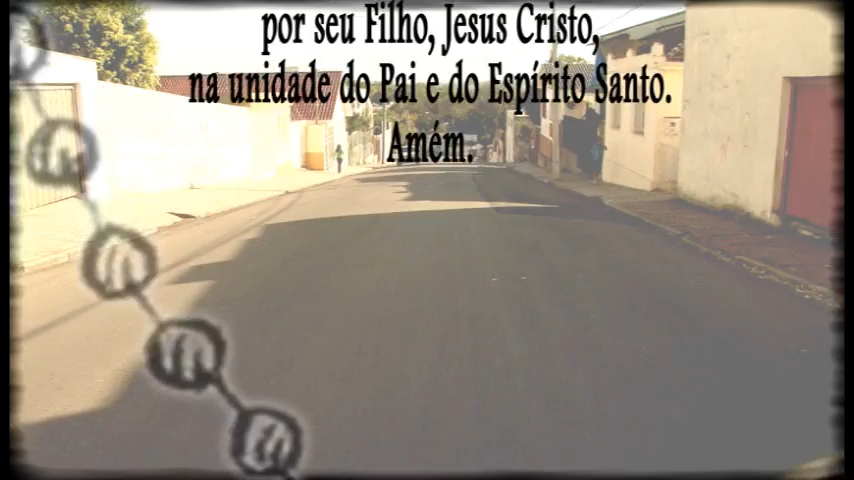 por seu Filho, Jesus Cristo,
na unidade do Pai e do Espírito Santo.
Amém.